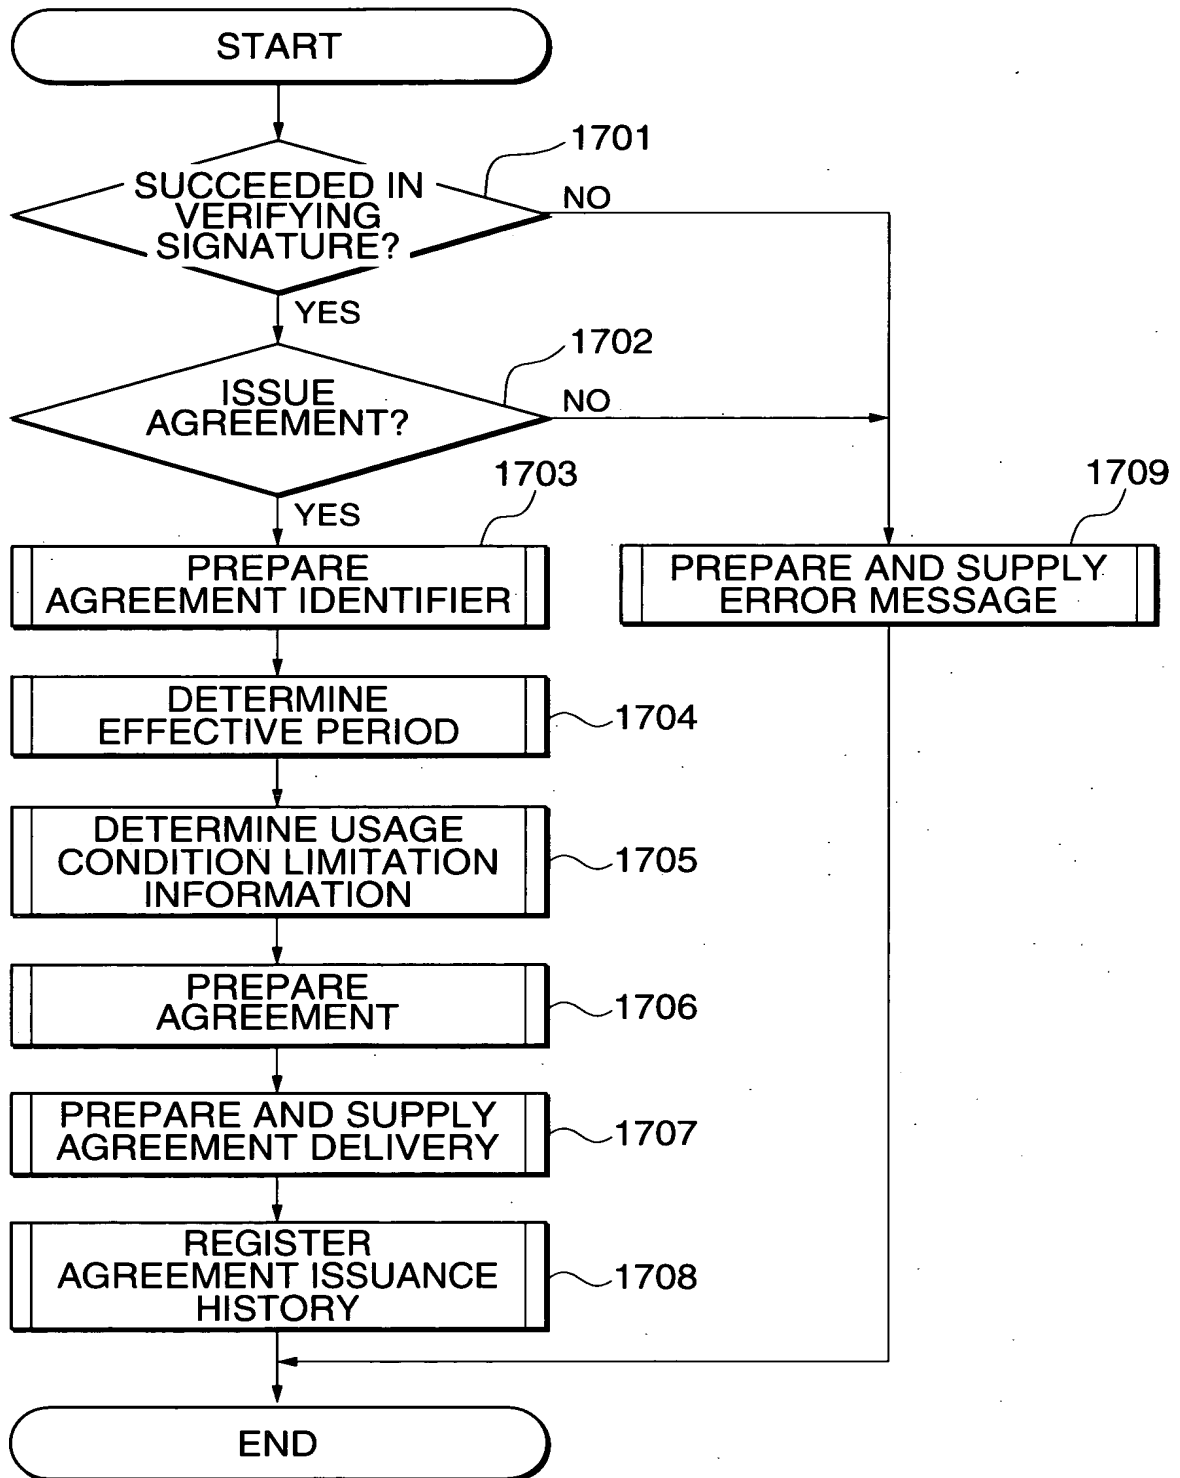 START
1701
SUCCEEDED IN
VERIFYING
SIGNATURE?
NO
YES
1702
ISSUE
AGREEMENT?
NO
YES
1703
PREPARE
AGREEMENT IDENTIFIER
1709
PREPARE AND SUPPLY
ERROR MESSAGE
DETERMINE
EFFECTIVE PERIOD
1704
DETERMINE USAGE
CONDITION LIMITATION
INFORMATION
1705
PREPARE
AGREEMENT
1706
PREPARE AND SUPPLY
AGREEMENT DELIVERY
1707
REGISTER
AGREEMENT ISSUANCE
HISTORY
1708
END